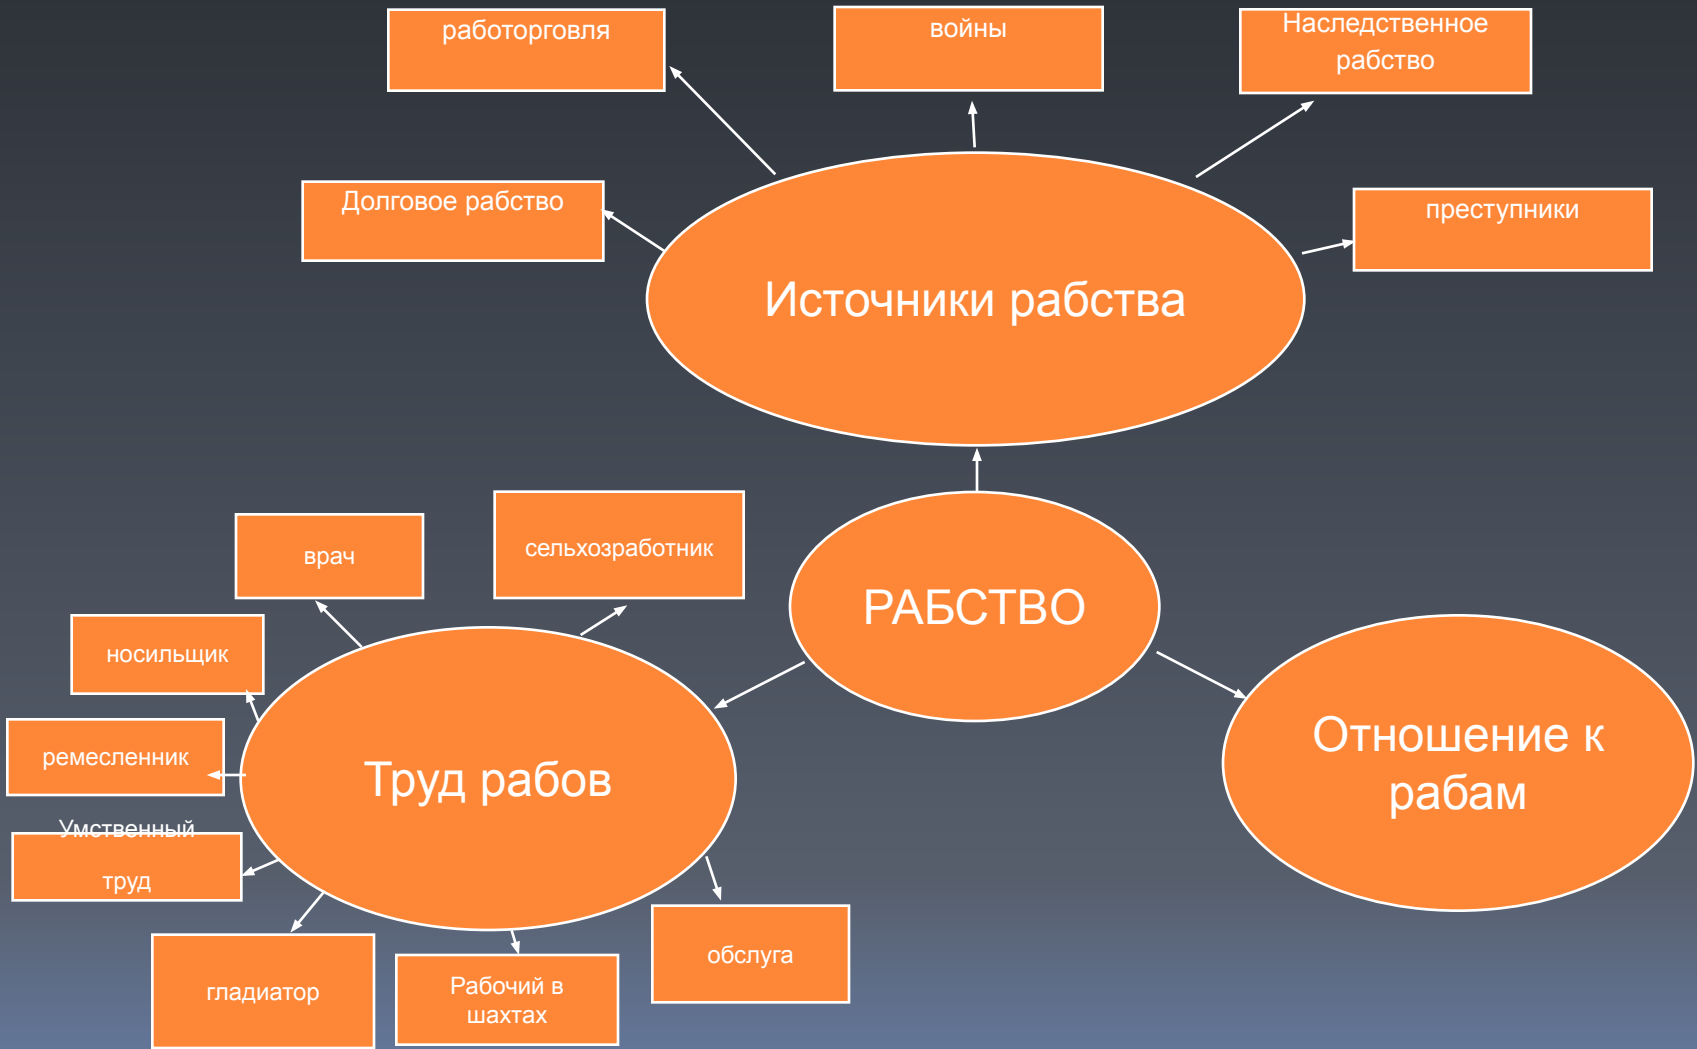 работорговля
войны
Наследственное
рабство
Долговое рабство
преступники
Источники рабства
врач
сельхозработник
РАБСТВО
носильщик
ремесленник
Труд рабов
Отношение к
рабам
Умственный
труд
гладиатор
Рабочий в
шахтах
обслуга